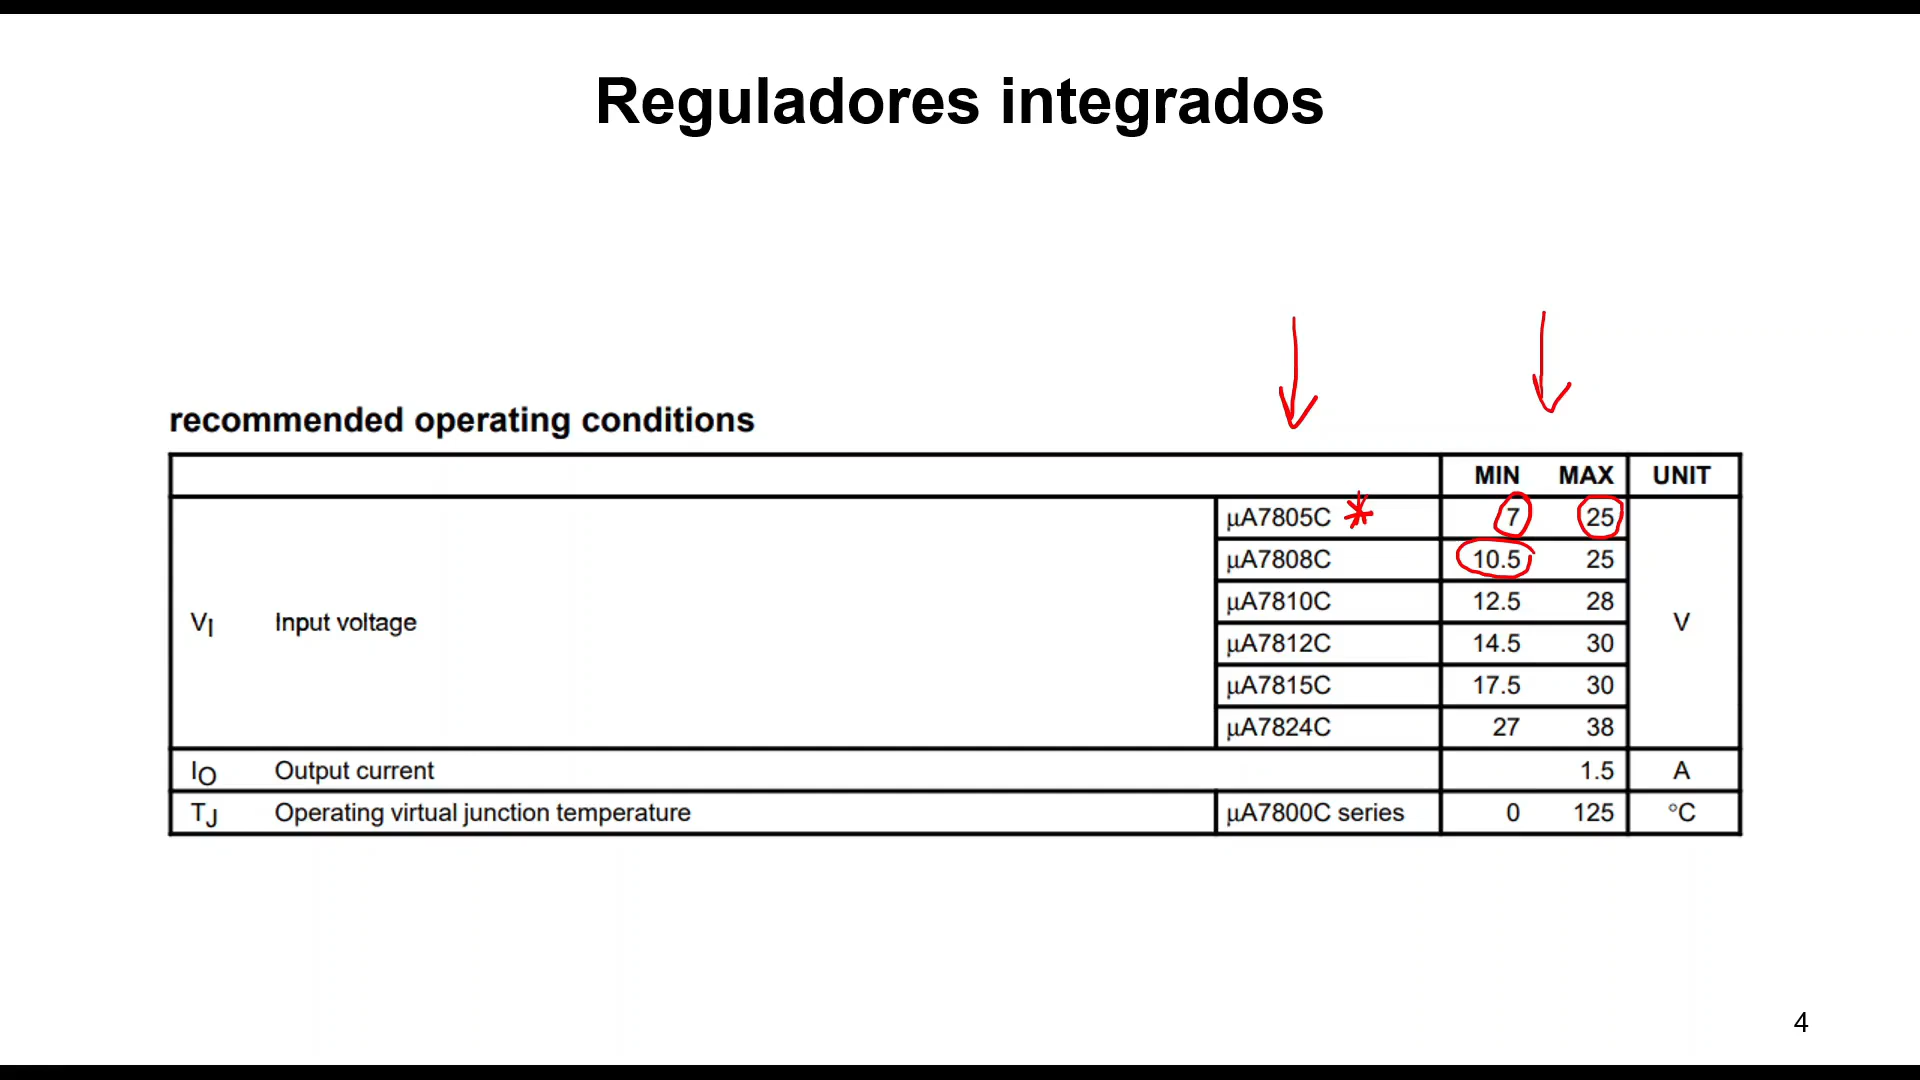 Reguladores integrados
recommended operating conditions
MIN MAX UNIT
VI Input voltage μA7805C * 7 25 V
μA7808C 10.5 25
μA7810C 12.5 28
μA7812C 14.5 30
μA7815C 17.5 30
μA7824C 27 38
IO Output current 1.5 A
TJ Operating virtual junction temperature μA7800C series 0 125 °C
4